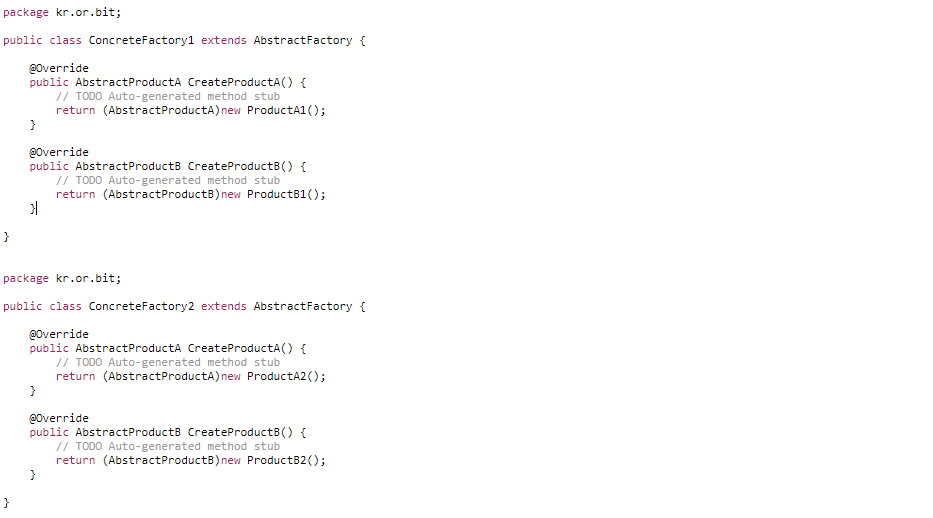 package kr.or.bit;
public class ConcreteFactory1 extends AbstractFactory {
@Override
public AbstractProductA CreateProductA() {
// TODO Auto-generated method stub
return (AbstractProductA)new ProductA1();
}
@Override
public AbstractProductB CreateProductB() {
// TODO Auto-generated method stub
return (AbstractProductB)new ProductB1();
}
}
package kr.or.bit;
public class ConcreteFactory2 extends AbstractFactory {
@Override
public AbstractProductA CreateProductA() {
// TODO Auto-generated method stub
return (AbstractProductA)new ProductA2();
}
@Override
public AbstractProductB CreateProductB() {
// TODO Auto-generated method stub
return (AbstractProductB)new ProductB2();
}
}